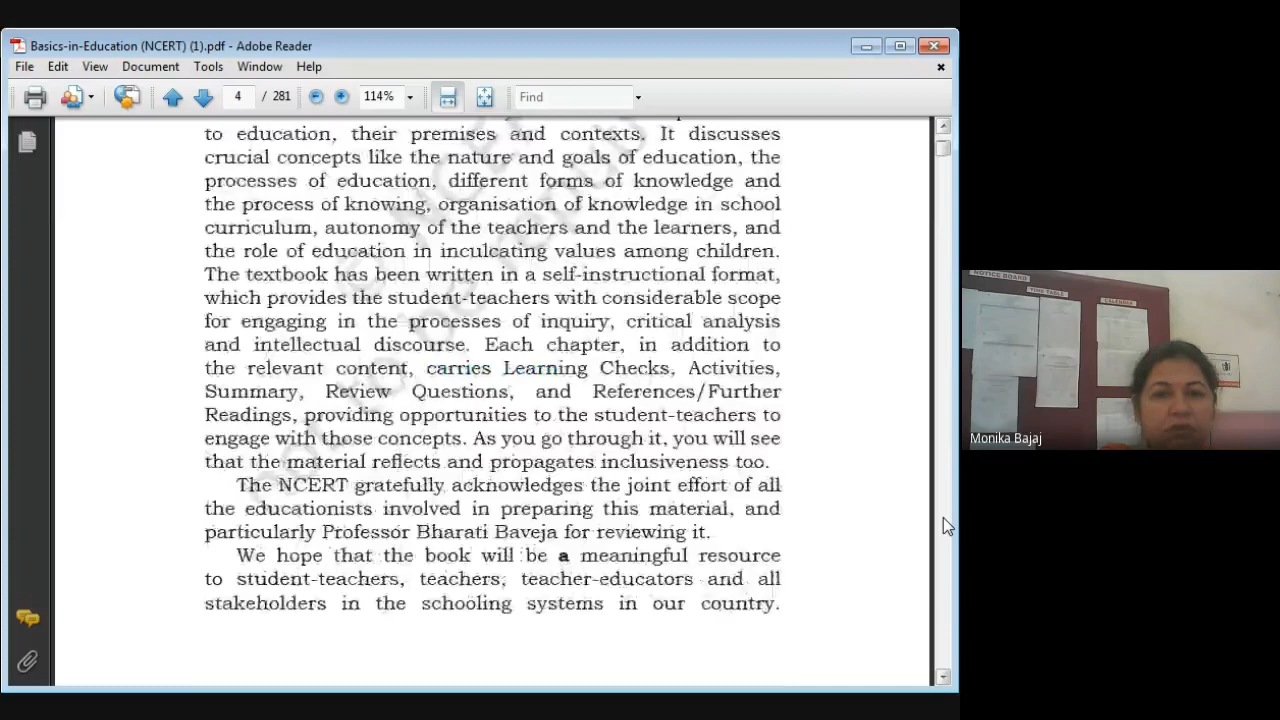 Basics-in-Education (NCERT) (1).pdf - Adobe Reader
File Edit View Document Tools Window Help
4 / 281 114% Find
to education, their premises and contexts. It discusses
crucial concepts like the nature and goals of education, the
processes of education, different forms of knowledge and
the process of knowing, organisation of knowledge in school
curriculum, autonomy of the teachers and the learners, and
the role of education in inculcating values among children.
The textbook has been written in a self-instructional format,
which provides the student-teachers with considerable scope
for engaging in the processes of inquiry, critical analysis
and intellectual discourse. Each chapter, in addition to
the relevant content, carries Learning Checks, Activities,
Summary, Review Questions, and References/Further
Readings, providing opportunities to the student-teachers to
engage with those concepts. As you go through it, you will see
that the material reflects and propagates inclusiveness too.
The NCERT gratefully acknowledges the joint effort of all
the educationists involved in preparing this material, and
particularly Professor Bharati Baveja for reviewing it.
We hope that the book will be a meaningful resource
to student-teachers, teachers, teacher-educators and all
stakeholders in the schooling systems in our country.
NOTICE BOARD
TIME TABLE
CALENDAR
Monika Bajaj